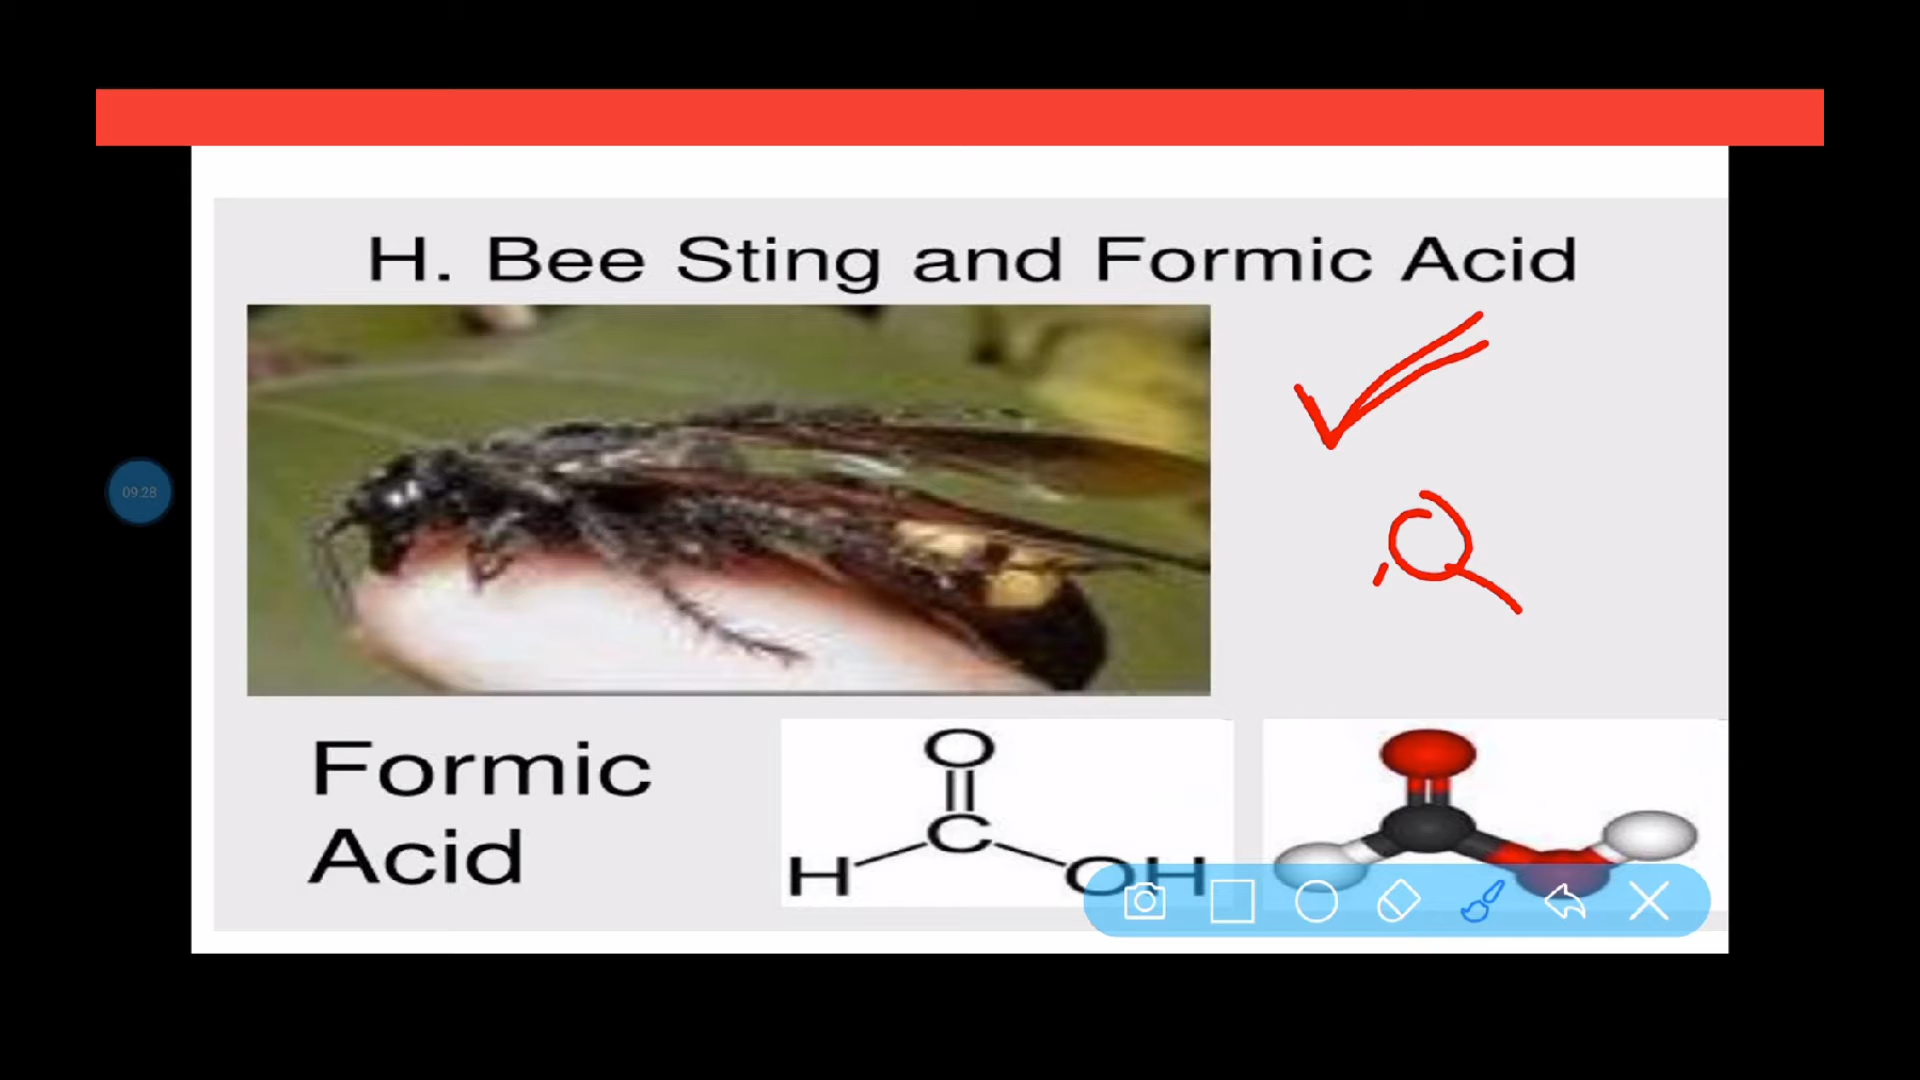 H. Bee Sting and Formic Acid
09:28
Formic
Acid
O
C
H
OH